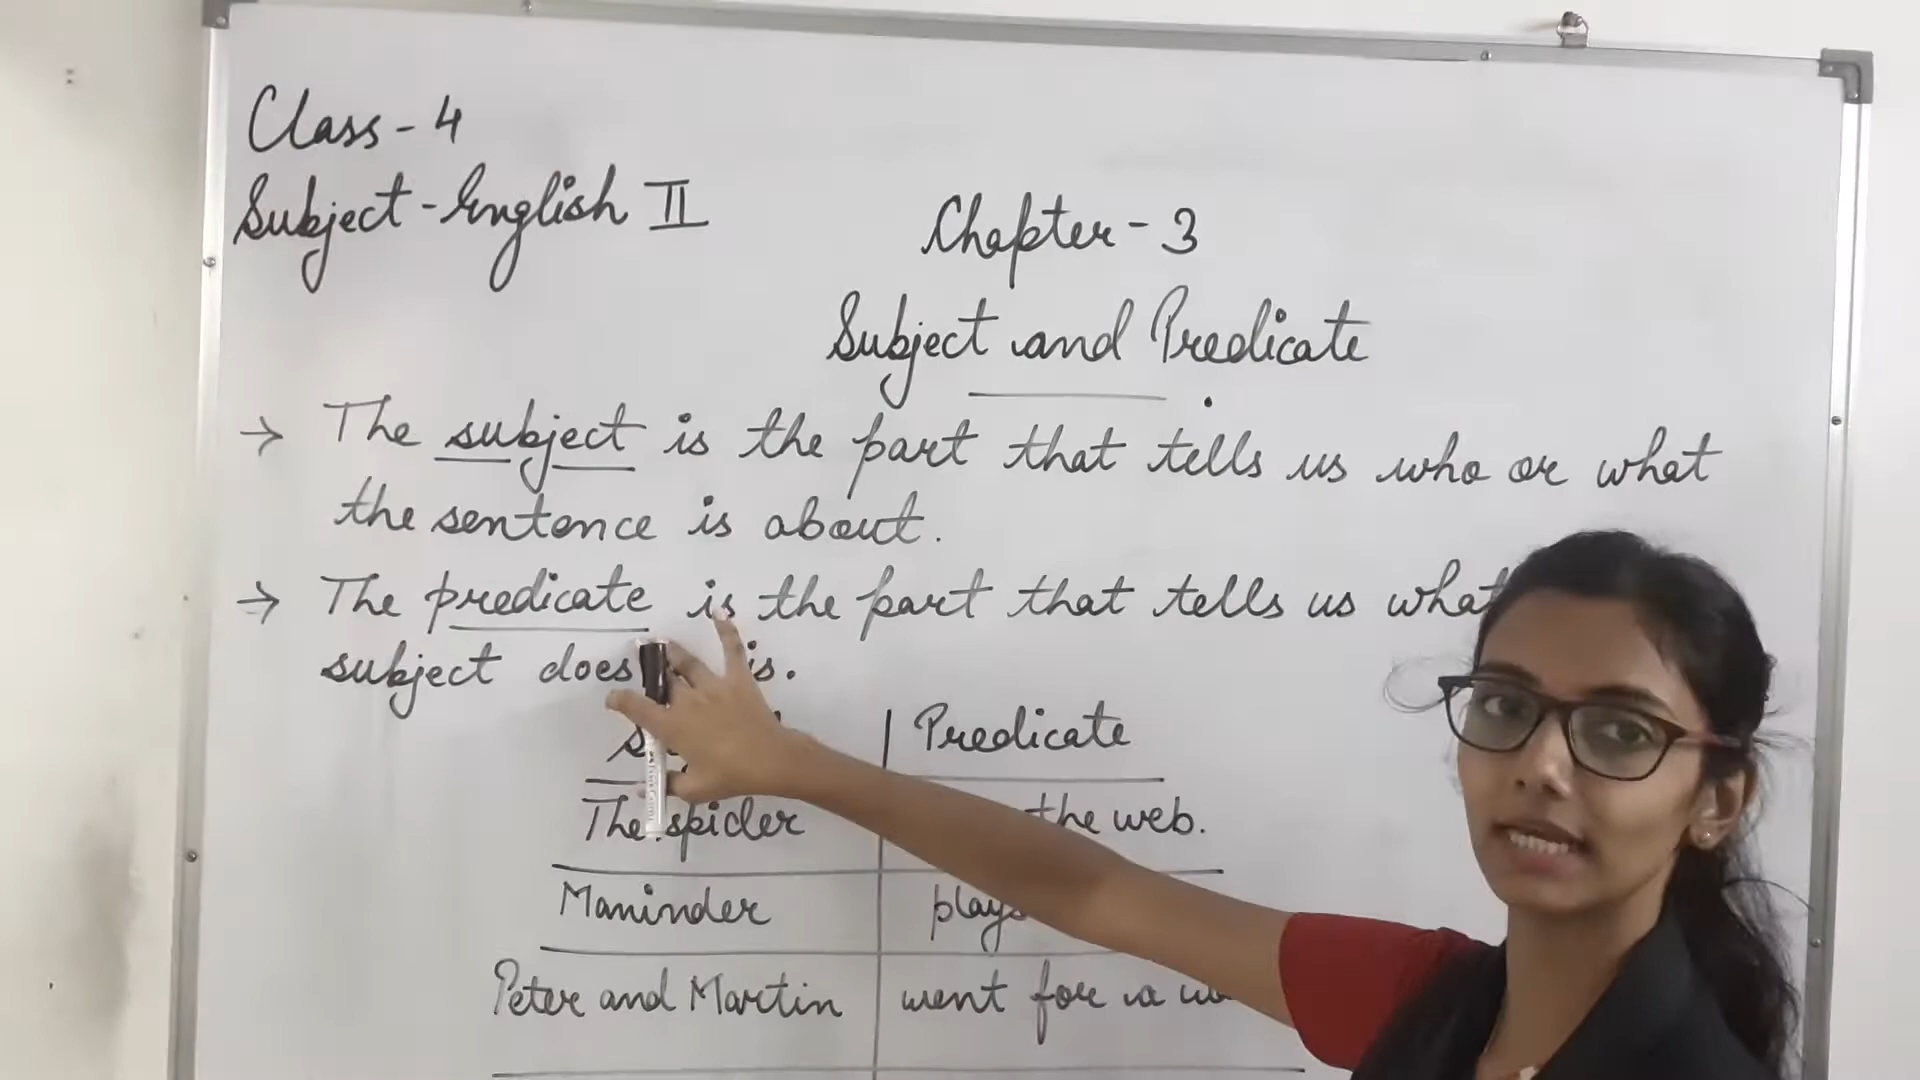 Class - 4
Subject - English II
Chapter - 3
Subject and Predicate
→ The subject is the part that tells us who or what
the sentence is about.
→ The predicate is the part that tells us what
subject does is.
Predicate
The spider the web.
Maninder plays
Peter and Martin went for a